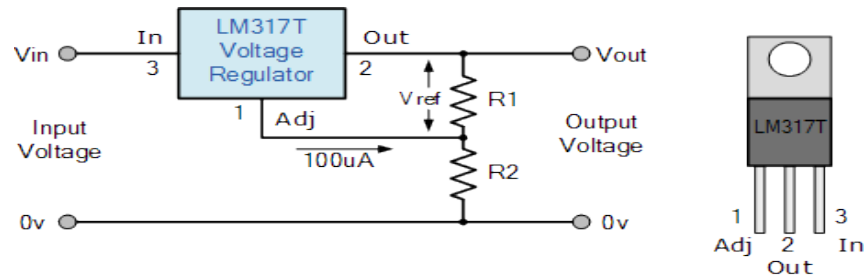 LM317T
Voltage
Regulator
In
Out
Vin
3
2
Vout
Vref
R1
1
Adj
Input
Voltage
100uA
Output
Voltage
R2
0v
0v
LM317T
1
3
Adj
2
In
Out